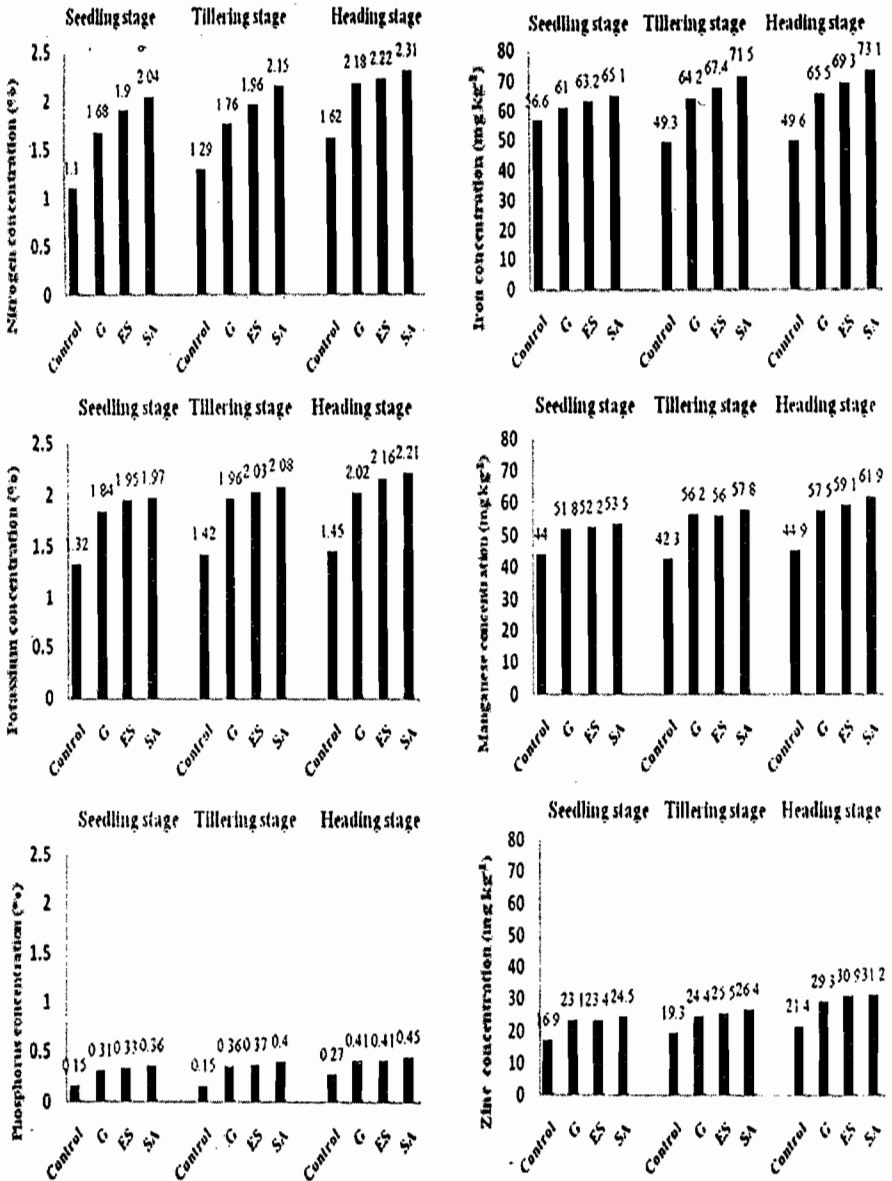 Seedling stage Tillering stage Heading stage
Nitrogen concentration (%)
2.5
2
1.5
1
0.5
0
1.1 1 68 1.9 2 04
1 29 1 76 1 96 2 15
1 62 2 18 2 22 2 31
Control G ES SA Control G ES SA Control G ES SA
Seedling stage Tillering stage Heading stage
Iron concentration (mg kg-1)
80
70
60
50
40
30
20
10
0
56.6 61 63.2 65 1
49.3 64 2 67.4 71 5
49 6 65 5 69 3 73 1
Control G ES SA Control G ES SA Control G ES SA
Seedling stage Tillering stage Heading stage
Potassium concentration (%)
2.5
2
1.5
1
0.5
0
1.32 1 84 1 95 1 97
1 42 1 96 2 03 2 08
1 45 2 02 2 16 2 21
Control G ES SA Control G ES SA Control G ES SA
Seedling stage Tillering stage Heading stage
Manganese concentration (mg kg-1)
80
70
60
50
40
30
20
10
0
44 51 8 52 2 53 5
42 3 56 2 56 57 8
44 9 57 5 59 1 61 9
Control G ES SA Control G ES SA Control G ES SA
Seedling stage Tillering stage Heading stage
Phosphorus concentration (%)
2.5
2
1.5
1
0.5
0
0 15 0 31 0 33 0 36
0 15 0 36 0 37 0 4
0 27 0 41 0 41 0 45
Control G ES SA Control G ES SA Control G ES SA
Seedling stage Tillering stage Heading stage
Zinc concentration (mg kg-1)
80
70
60
50
40
30
20
10
0
16 9 23 1 23 4 24.5
19.3 24 4 25 5 26 4
21 4 29 3 30 9 31 2
Control G ES SA Control G ES SA Control G ES SA